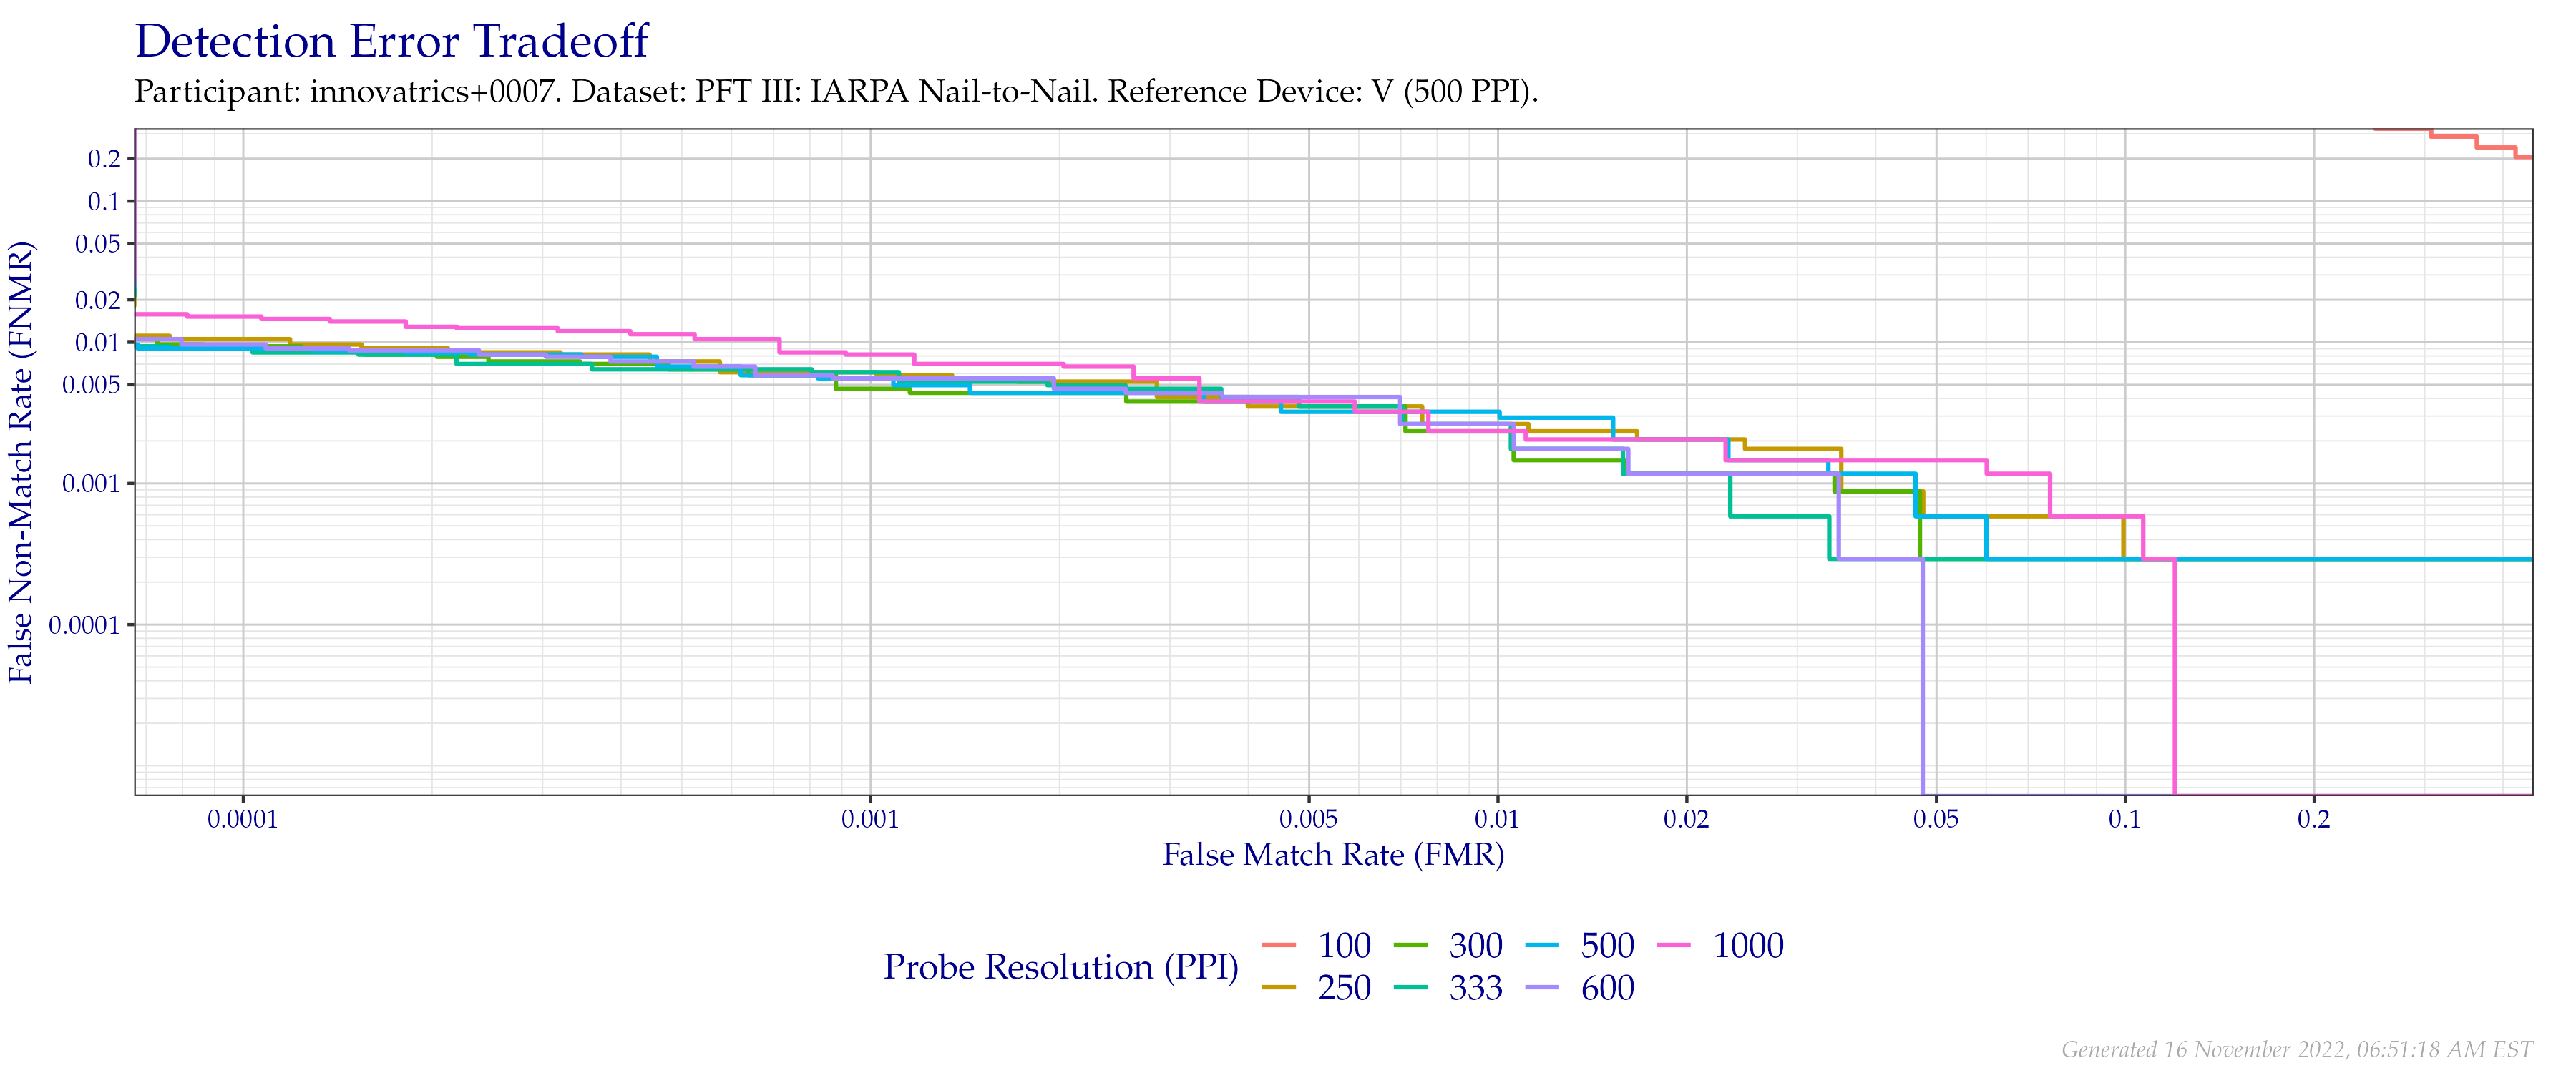 Detection Error Tradeoff
Participant: innovatrics+0007. Dataset: PFT III: IARPA Nail-to-Nail. Reference Device: V (500 PPI).
False Non-Match Rate (FNMR)
0.2
0.1
0.05
0.02
0.01
0.005
0.001
0.0001
0.0001 0.001 0.005 0.01 0.02 0.05 0.1 0.2
False Match Rate (FMR)
Probe Resolution (PPI)
100 300 500 1000
250 333 600
Generated 16 November 2022, 06:51:18 AM EST